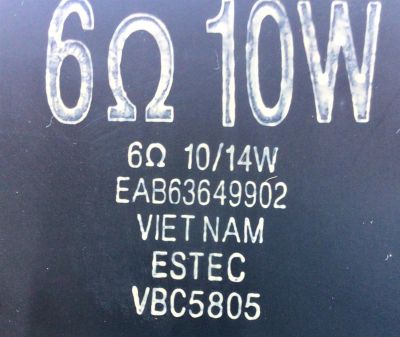 6Ω 10W
6Ω 10/14W
EAB63649902
VIET NAM
ESTEC
VBC5805